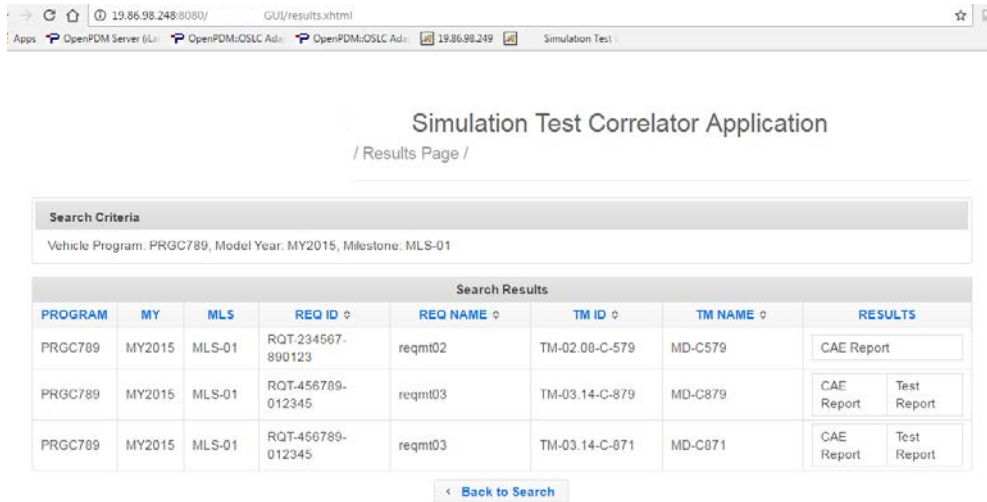 19.86.98.248:8080/ GUI/results.xhtml
Apps OpenPDM Server (iLa OpenPDM::OSLC Ada OpenPDM::OSLC Ada 19.86.98.249 Simulation Test
Simulation Test Correlator Application
/ Results Page /
Search Criteria
Vehicle Program: PRGC789, Model Year: MY2015, Milestone: MLS-01
Search Results
PROGRAM MY MLS REQ ID REQ NAME TM ID TM NAME RESULTS
PRGC789 MY2015 MLS-01 RQT-234567- reqmt02 TM-02.08-C-579 MD-C579 CAE Report
890123
PRGC789 MY2015 MLS-01 RQT-456789- reqmt03 TM-03.14-C-879 MD-C879 CAE Test
012345 Report Report
PRGC789 MY2015 MLS-01 RQT-456789- reqmt03 TM-03.14-C-871 MD-C871 CAE Test
012345 Report Report
Back to Search